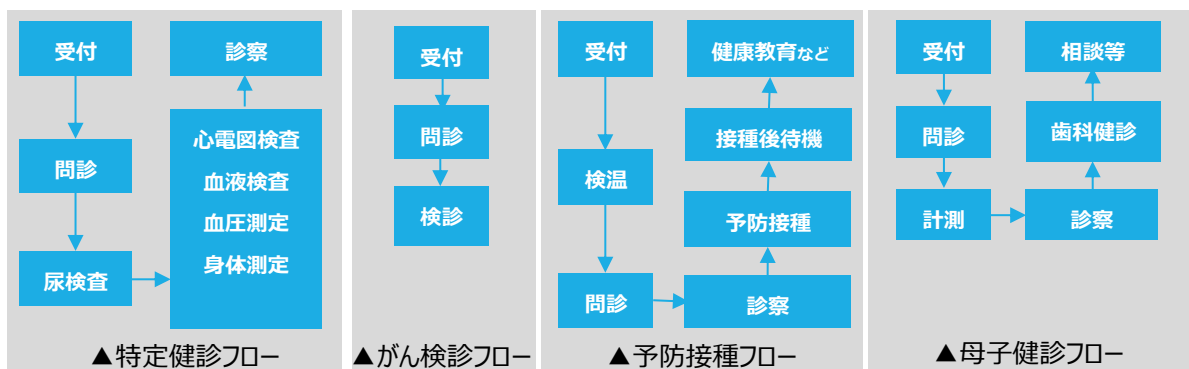 受付
問診
尿検査
心電図検査
血液検査
血圧測定
身体測定
診察
▲特定健診フロー
受付
問診
検診
▲がん検診フロー
受付
検温
問診
診察
予防接種
接種後待機
健康教育など
▲予防接種フロー
受付
問診
計測
診察
歯科健診
相談等
▲母子健診フロー